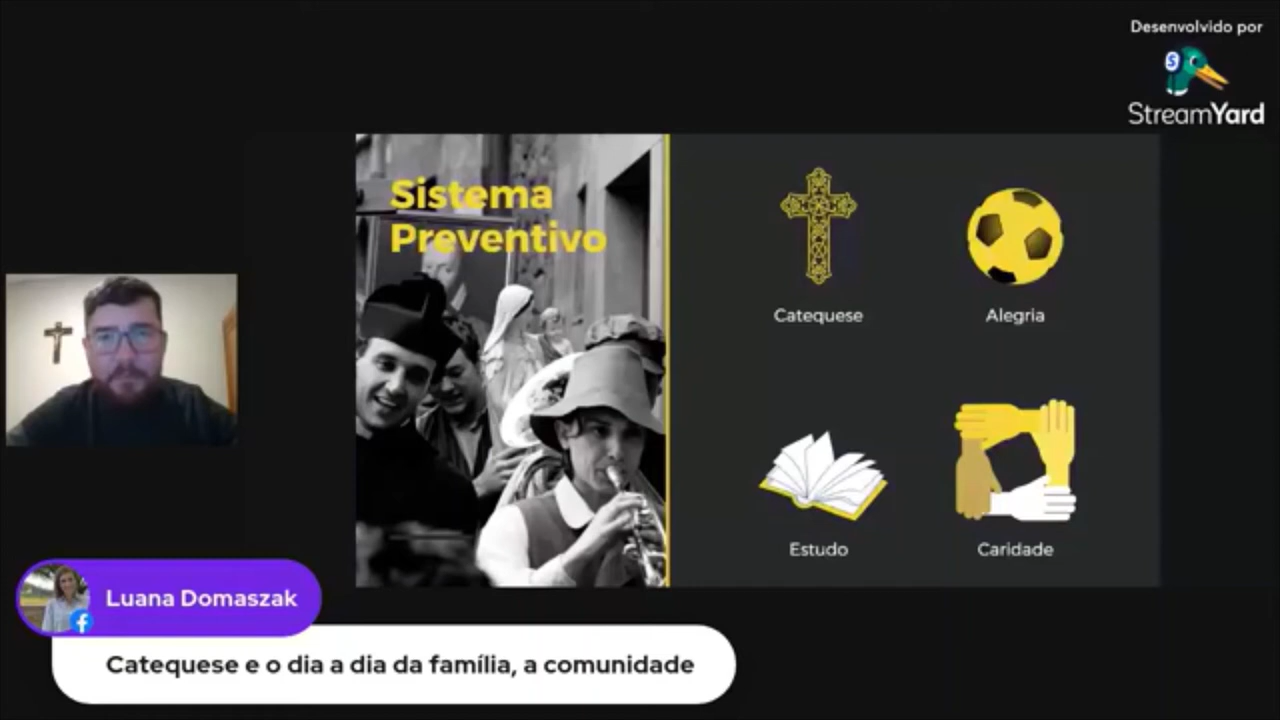 Desenvolvido por
StreamYard
Sistema
Preventivo
Catequese
Alegria
Estudo
Caridade
Luana Domaszak
Catequese e o dia a dia da família, a comunidade